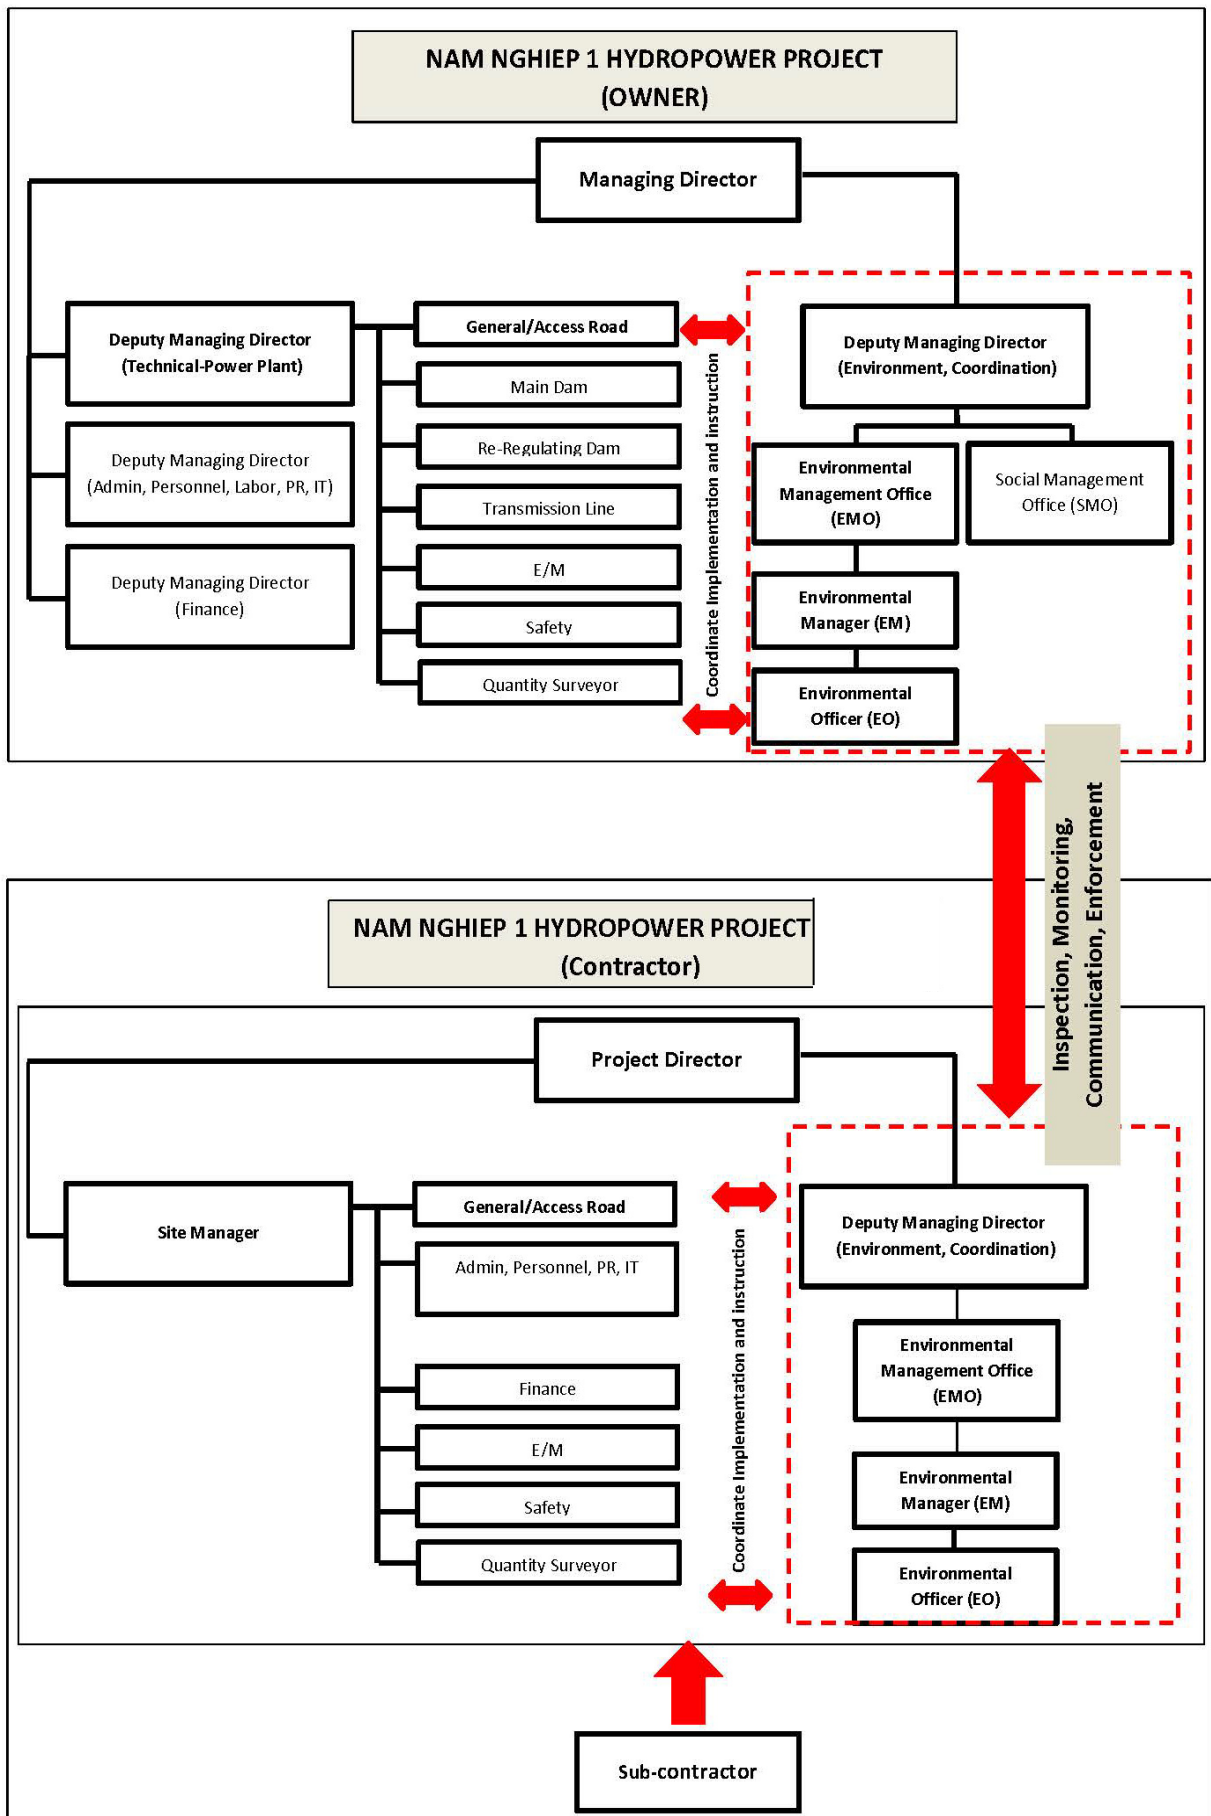 NAM NGHIEP 1 HYDROPOWER PROJECT
(OWNER)
Managing Director
Deputy Managing Director
(Technical-Power Plant)
Deputy Managing Director
(Admin, Personnel, Labor, PR, IT)
Deputy Managing Director
(Finance)
General/Access Road
Main Dam
Re-Regulating Dam
Transmission Line
E/M
Safety
Quantity Surveyor
Coordinate Implementation and instruction
Deputy Managing Director
(Environment, Coordination)
Environmental
Management Office
(EMO)
Social Management
Office (SMO)
Environmental
Manager (EM)
Environmental
Officer (EO)
Inspection, Monitoring,
Communication, Enforcement
NAM NGHIEP 1 HYDROPOWER PROJECT
(Contractor)
Project Director
Site Manager
General/Access Road
Admin, Personnel, PR, IT
Finance
E/M
Safety
Quantity Surveyor
Coordinate Implementation and instruction
Deputy Managing Director
(Environment, Coordination)
Environmental
Management Office
(EMO)
Environmental
Manager (EM)
Environmental
Officer (EO)
Sub-contractor